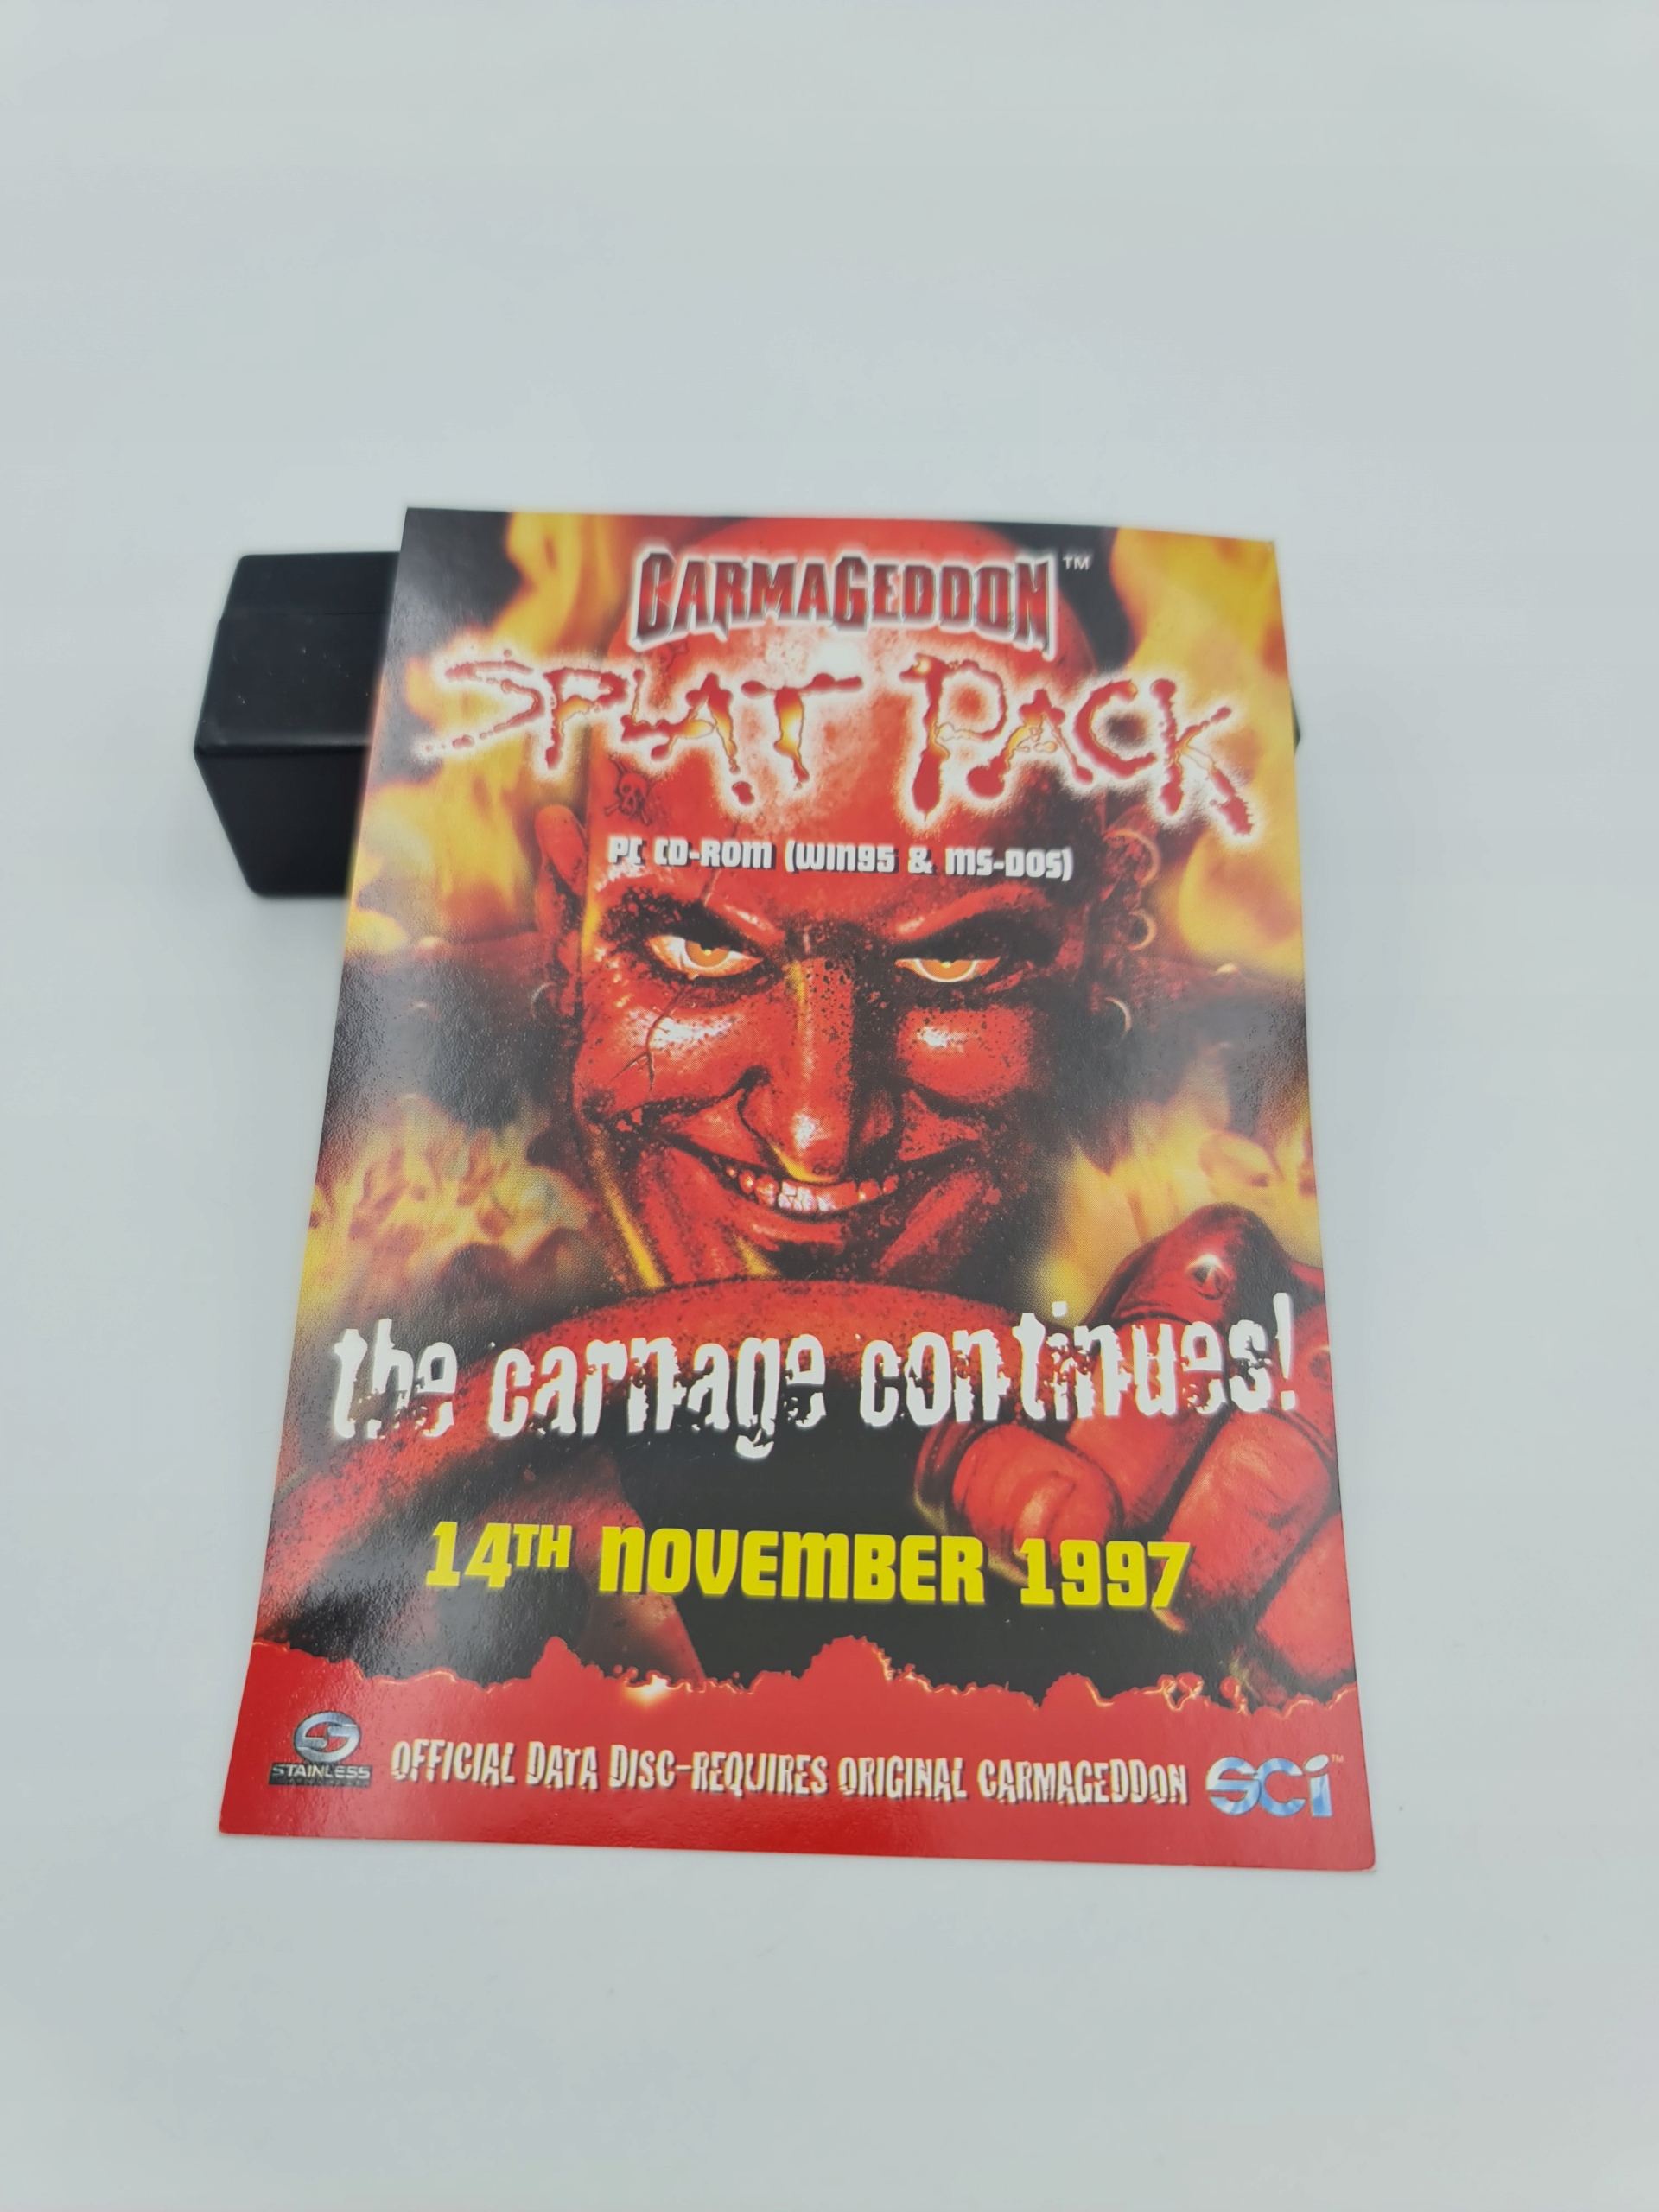 CARMAGEDDON™
SPLAT PACK
PC CD-ROM (WIN95 & MS-DOS)
the carnage continues!
14TH NOVEMBER 1997
STAINLESS
OFFICIAL DATA DISC-REQUIRES ORIGINAL CARMAGEDDON
SCi™